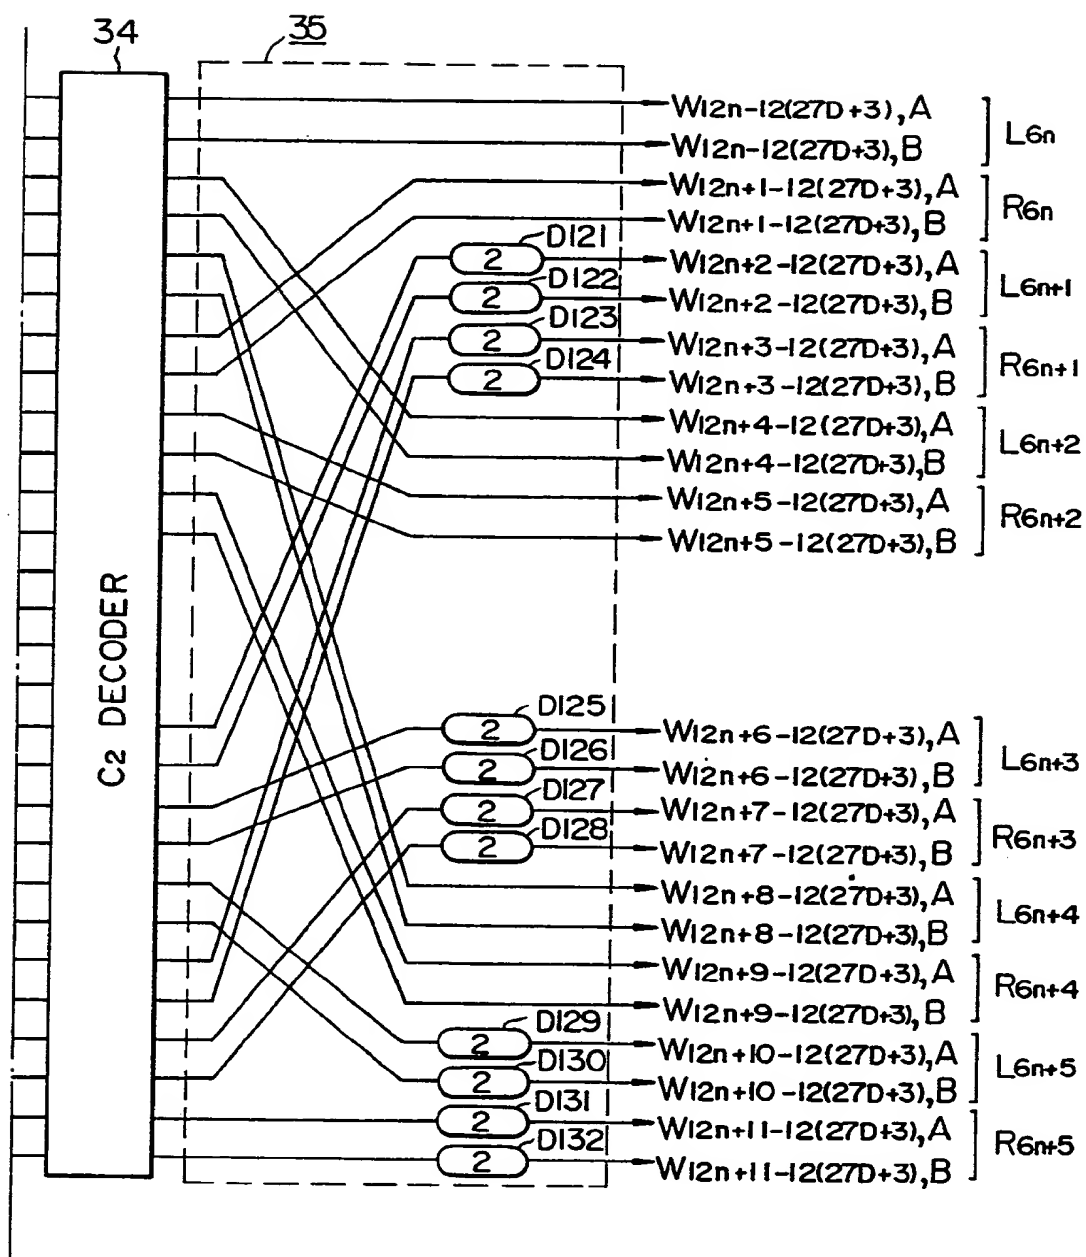 34
35
C2 DECODER
W12n-12(27D+3),A
W12n-12(27D+3),B
L6n
W12n+1-12(27D+3),A
W12n+1-12(27D+3),B
R6n
D121
2
W12n+2-12(27D+3),A
D122
2
W12n+2-12(27D+3),B
L6n+1
D123
2
W12n+3-12(27D+3),A
D124
2
W12n+3-12(27D+3),B
R6n+1
W12n+4-12(27D+3),A
W12n+4-12(27D+3),B
L6n+2
W12n+5-12(27D+3),A
W12n+5-12(27D+3),B
R6n+2
D125
2
W12n+6-12(27D+3),A
D126
2
W12n+6-12(27D+3),B
L6n+3
D127
2
W12n+7-12(27D+3),A
D128
2
W12n+7-12(27D+3),B
R6n+3
W12n+8-12(27D+3),A
W12n+8-12(27D+3),B
L6n+4
W12n+9-12(27D+3),A
W12n+9-12(27D+3),B
R6n+4
D129
2
W12n+10-12(27D+3),A
D130
2
W12n+10-12(27D+3),B
L6n+5
D131
2
W12n+11-12(27D+3),A
D132
2
W12n+11-12(27D+3),B
R6n+5